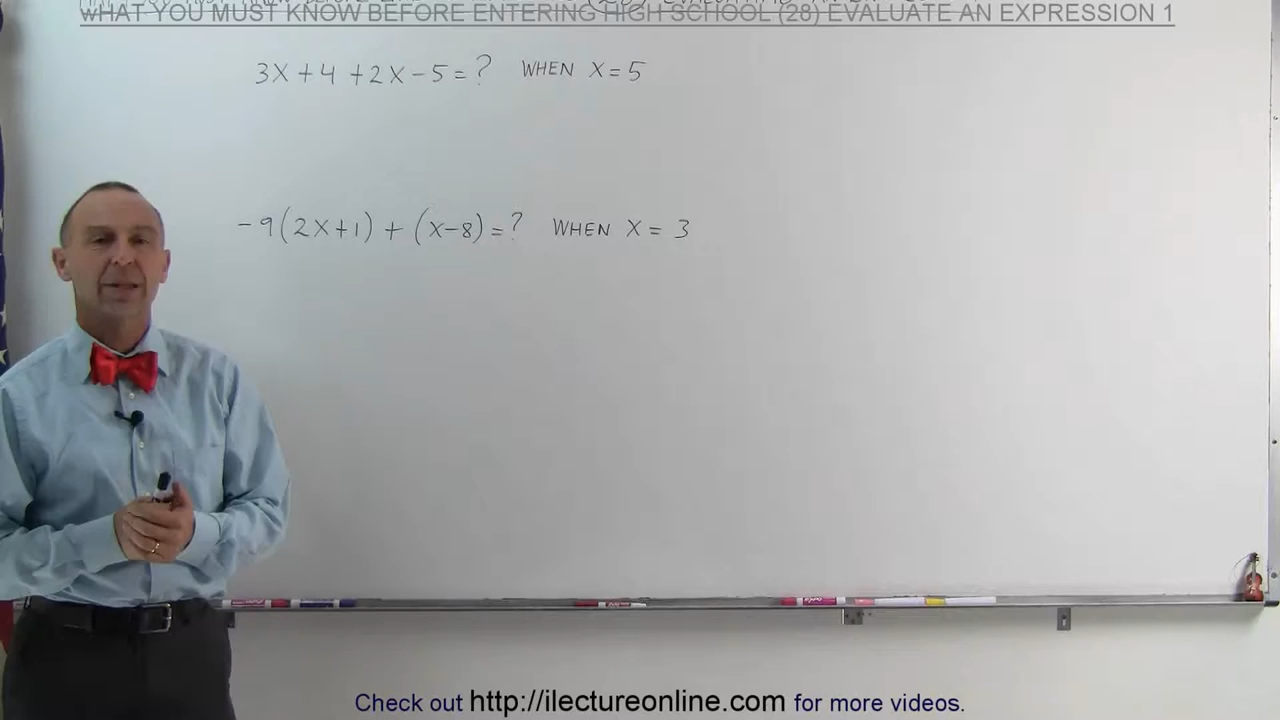 WHAT YOU MUST KNOW BEFORE ENTERING HIGH SCHOOL (28) EVALUATE AN EXPRESSION 1
3X + 4 + 2X - 5 = ? WHEN X = 5
-9(2X+1) + (X-8) = ? WHEN X = 3
Check out http://ilectureonline.com for more videos.